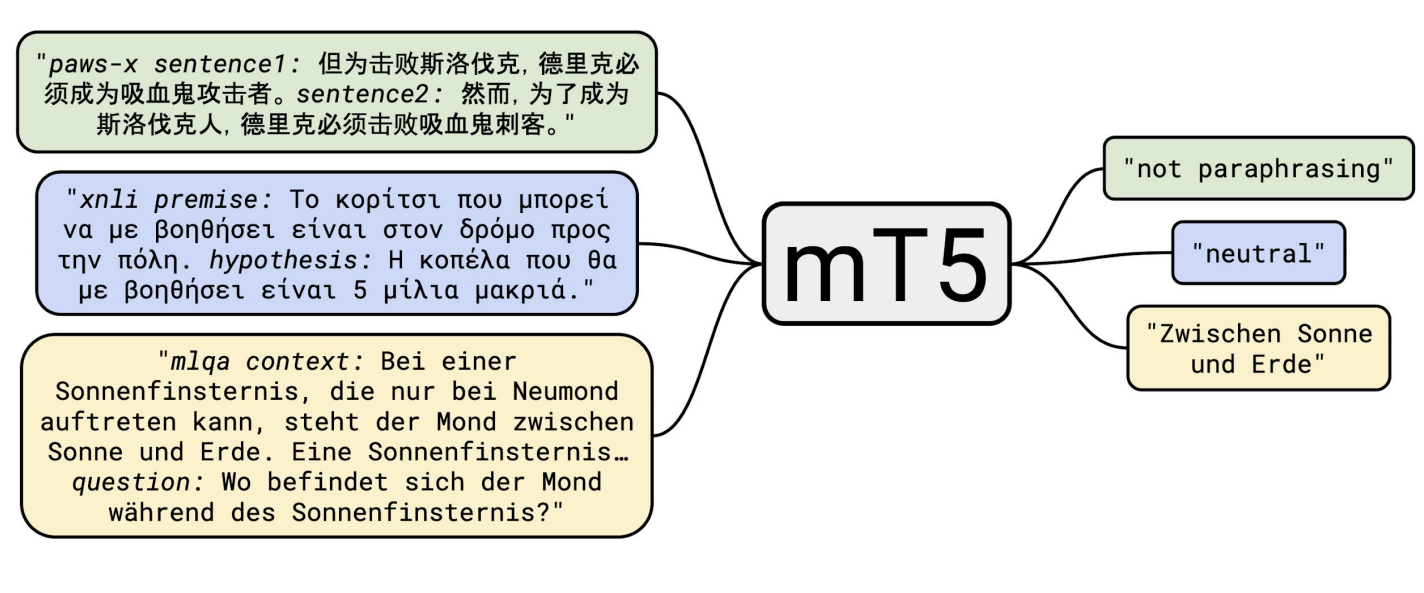 "paws-x sentence1: 但为击败斯洛伐克, 德里克必
须成为吸血鬼攻击者。sentence2: 然而, 为了成为
斯洛伐克人, 德里克必须击败吸血鬼刺客。"
"xnli premise: Το κορίτσι που μπορεί
να με βοηθήσει είναι στον δρόμο προς
την πόλη. hypothesis: Η κοπέλα που θα
με βοηθήσει είναι 5 μίλια μακριά."
"mlqa context: Bei einer
Sonnenfinsternis, die nur bei Neumond
auftreten kann, steht der Mond zwischen
Sonne und Erde. Eine Sonnenfinsternis…
question: Wo befindet sich der Mond
während des Sonnenfinsternis?"
mT5
"not paraphrasing"
"neutral"
"Zwischen Sonne
und Erde"